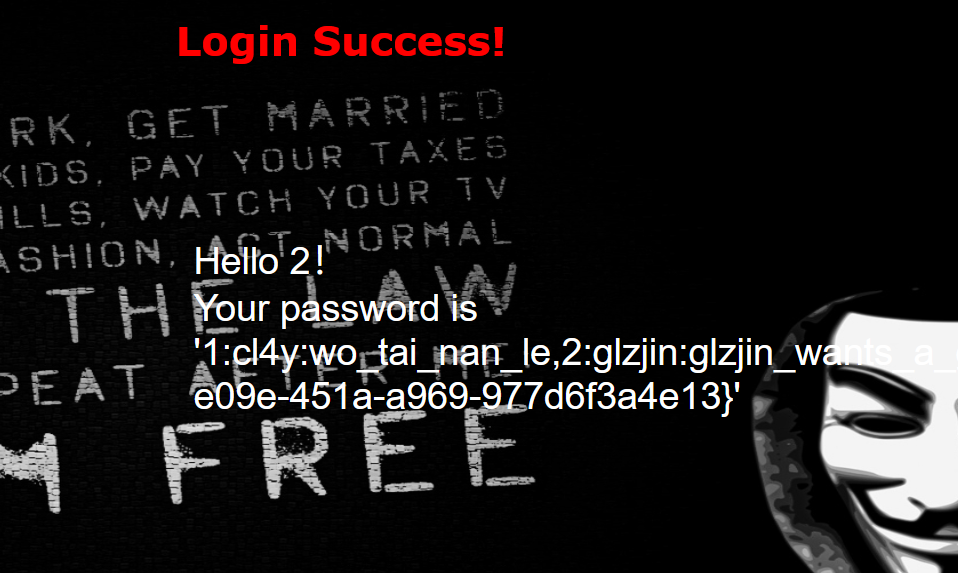 Login Success!
RK, GET MARRIED
KIDS, PAY YOUR TAXES
ILLS, WATCH YOUR TV
ASHION, ACT NORMAL
Hello 2！
THE LAW
Your password is
'1:cl4y:wo_tai_nan_le,2:glzjin:glzjin_wants_a_
PEAT AFTER ME
e09e-451a-a969-977d6f3a4e13}'
M FREE